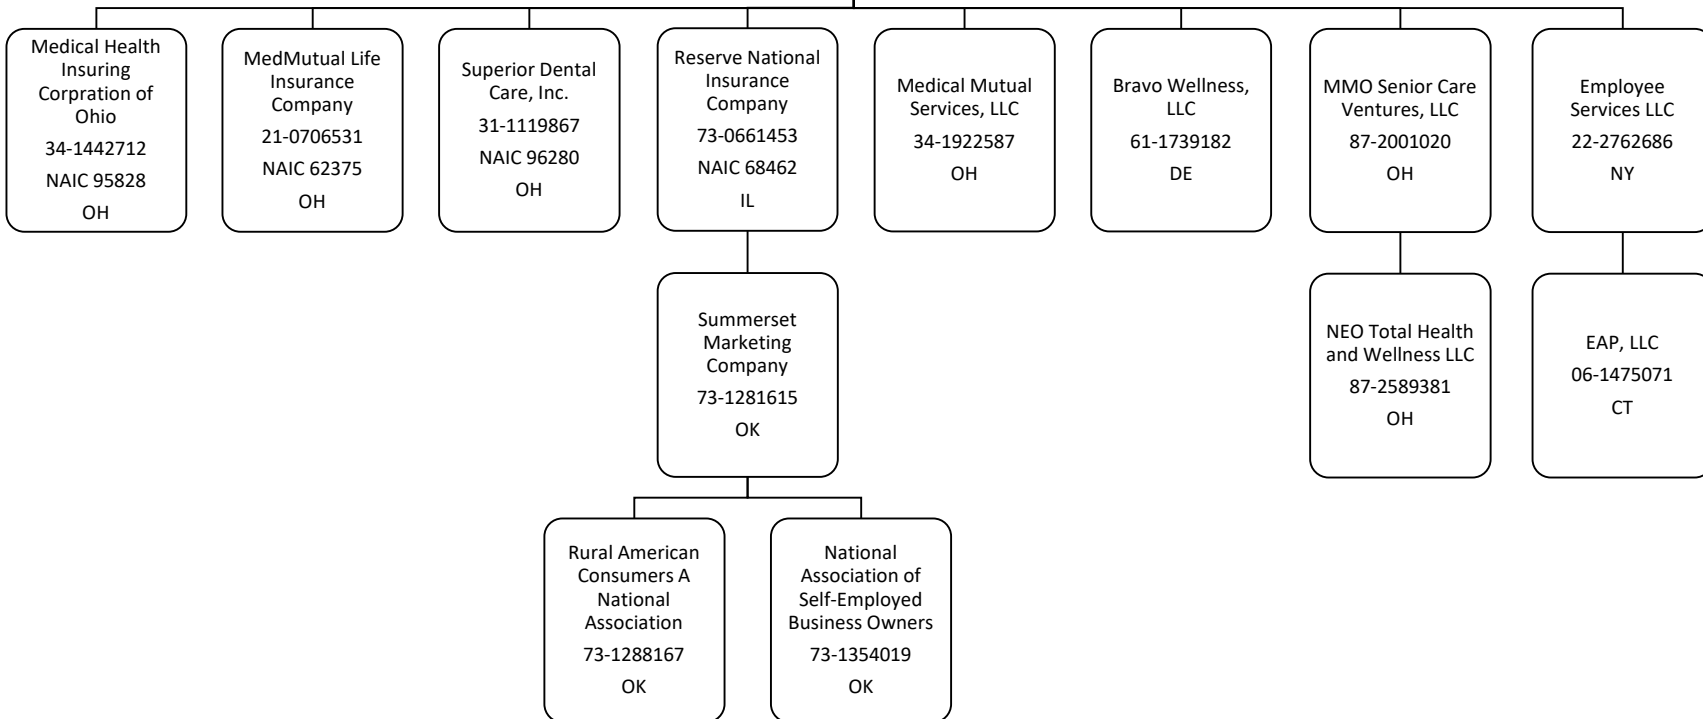 Medical Health
Insuring
Corpration of
Ohio
34-1442712
NAIC 95828
OH
MedMutual Life
Insurance
Company
21-0706531
NAIC 62375
OH
Superior Dental
Care, Inc.
31-1119867
NAIC 96280
OH
Reserve National
Insurance
Company
73-0661453
NAIC 68462
IL
Medical Mutual
Services, LLC
34-1922587
OH
Bravo Wellness,
LLC
61-1739182
DE
MMO Senior Care
Ventures, LLC
87-2001020
OH
Employee
Services LLC
22-2762686
NY
Summerset
Marketing
Company
73-1281615
OK
NEO Total Health
and Wellness LLC
87-2589381
OH
EAP, LLC
06-1475071
CT
Rural American
Consumers A
National
Association
73-1288167
OK
National
Association of
Self-Employed
Business Owners
73-1354019
OK